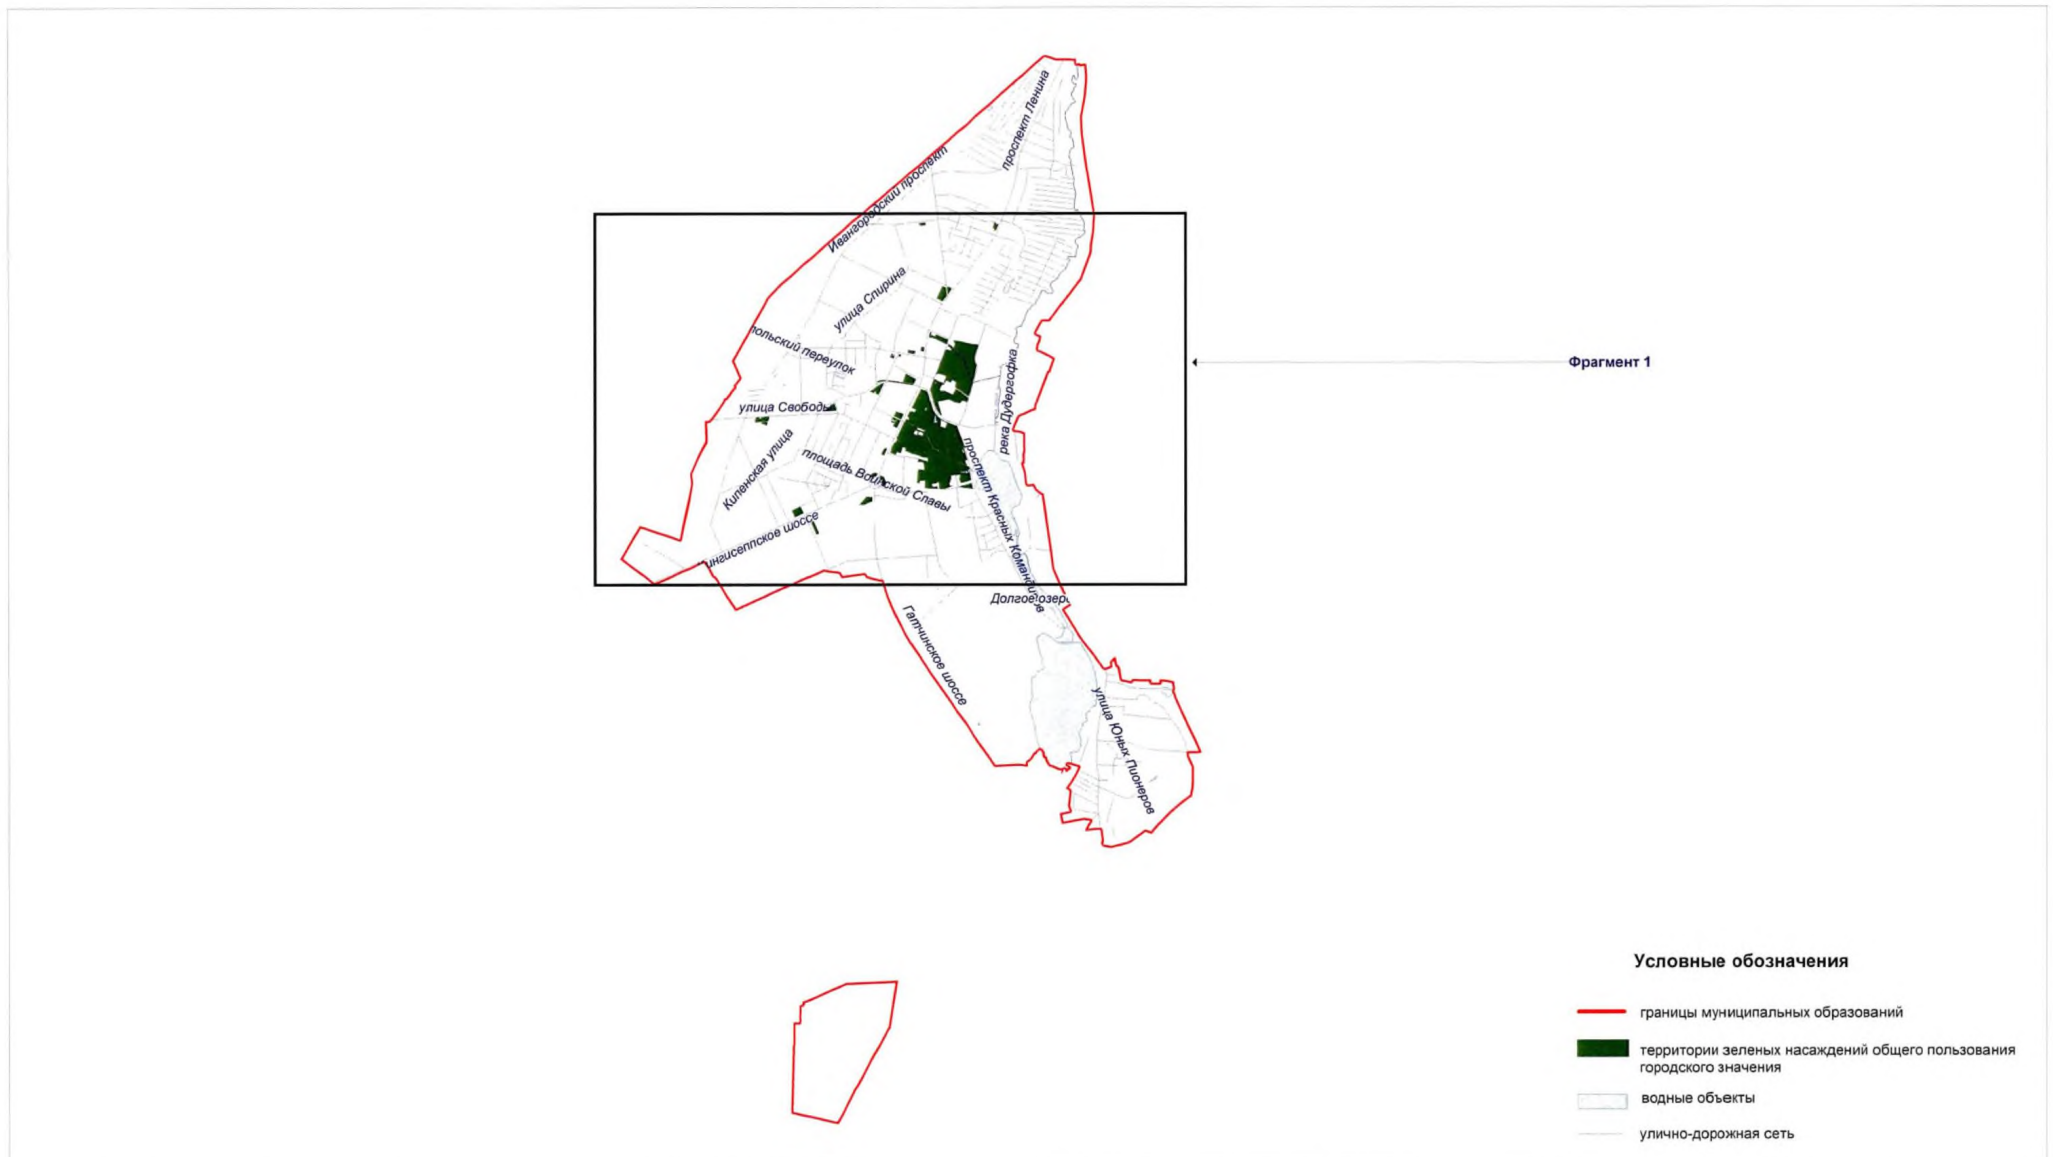 проспект Ленина
Ивангородский проспект
улица Спирина
польский переулок
Фрагмент 1
река Дудергофка
улица Свободы
Кипенская улица
площадь Воинской Славы
проспект Красных Командиров
ингисеппское шоссе
Долгое озеро
Гатчинское шоссе
улица Юных Пионеров
Условные обозначения
границы муниципальных образований
территории зеленых насаждений общего пользования
городского значения
водные объекты
улично-дорожная сеть